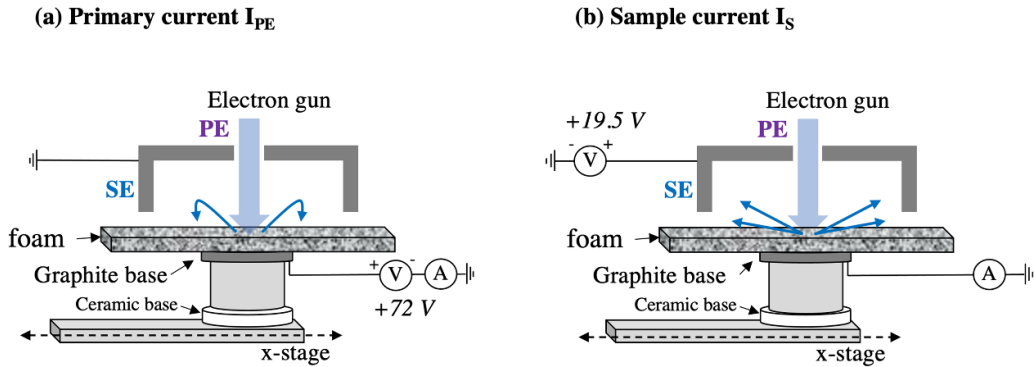 (a) Primary current I_PE
Electron gun
PE
SE
foam
Graphite base
+ V - A
Ceramic base
+72 V
x-stage
(b) Sample current I_S
Electron gun
+19.5 V
PE
- V +
SE
foam
Graphite base
A
Ceramic base
x-stage